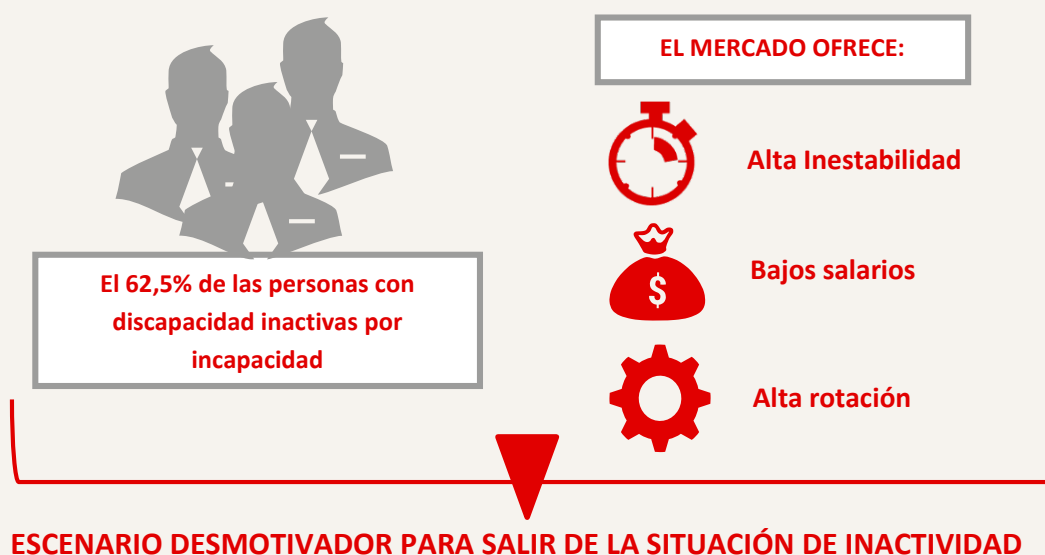 El 62,5% de las personas con
discapacidad inactivas por
incapacidad
EL MERCADO OFRECE:
Alta Inestabilidad
Bajos salarios
$
Alta rotación
ESCENARIO DESMOTIVADOR PARA SALIR DE LA SITUACIÓN DE INACTIVIDAD